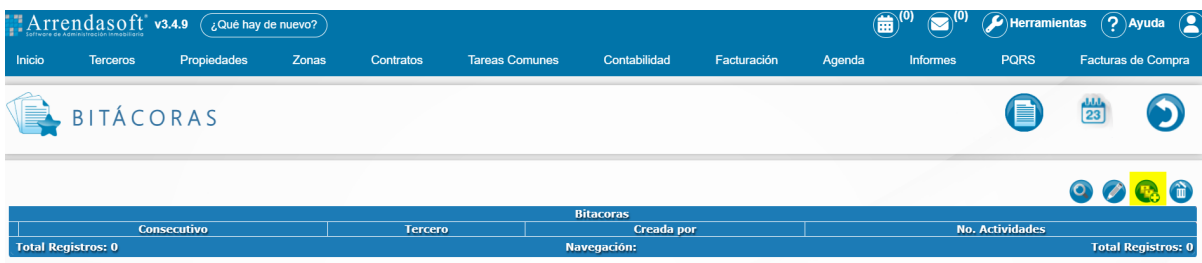 Arrendasoft v3.4.9 ¿Qué hay de nuevo? (0) (0) Herramientas Ayuda
Software de Administración Inmobiliaria
Inicio Terceros Propiedades Zonas Contratos Tareas Comunes Contabilidad Facturación Agenda Informes PQRS Facturas de Compra
BITÁCORAS 23
Bitacoras
Consecutivo Tercero Creada por No. Actividades
Total Registros: 0 Navegación: Total Registros: 0